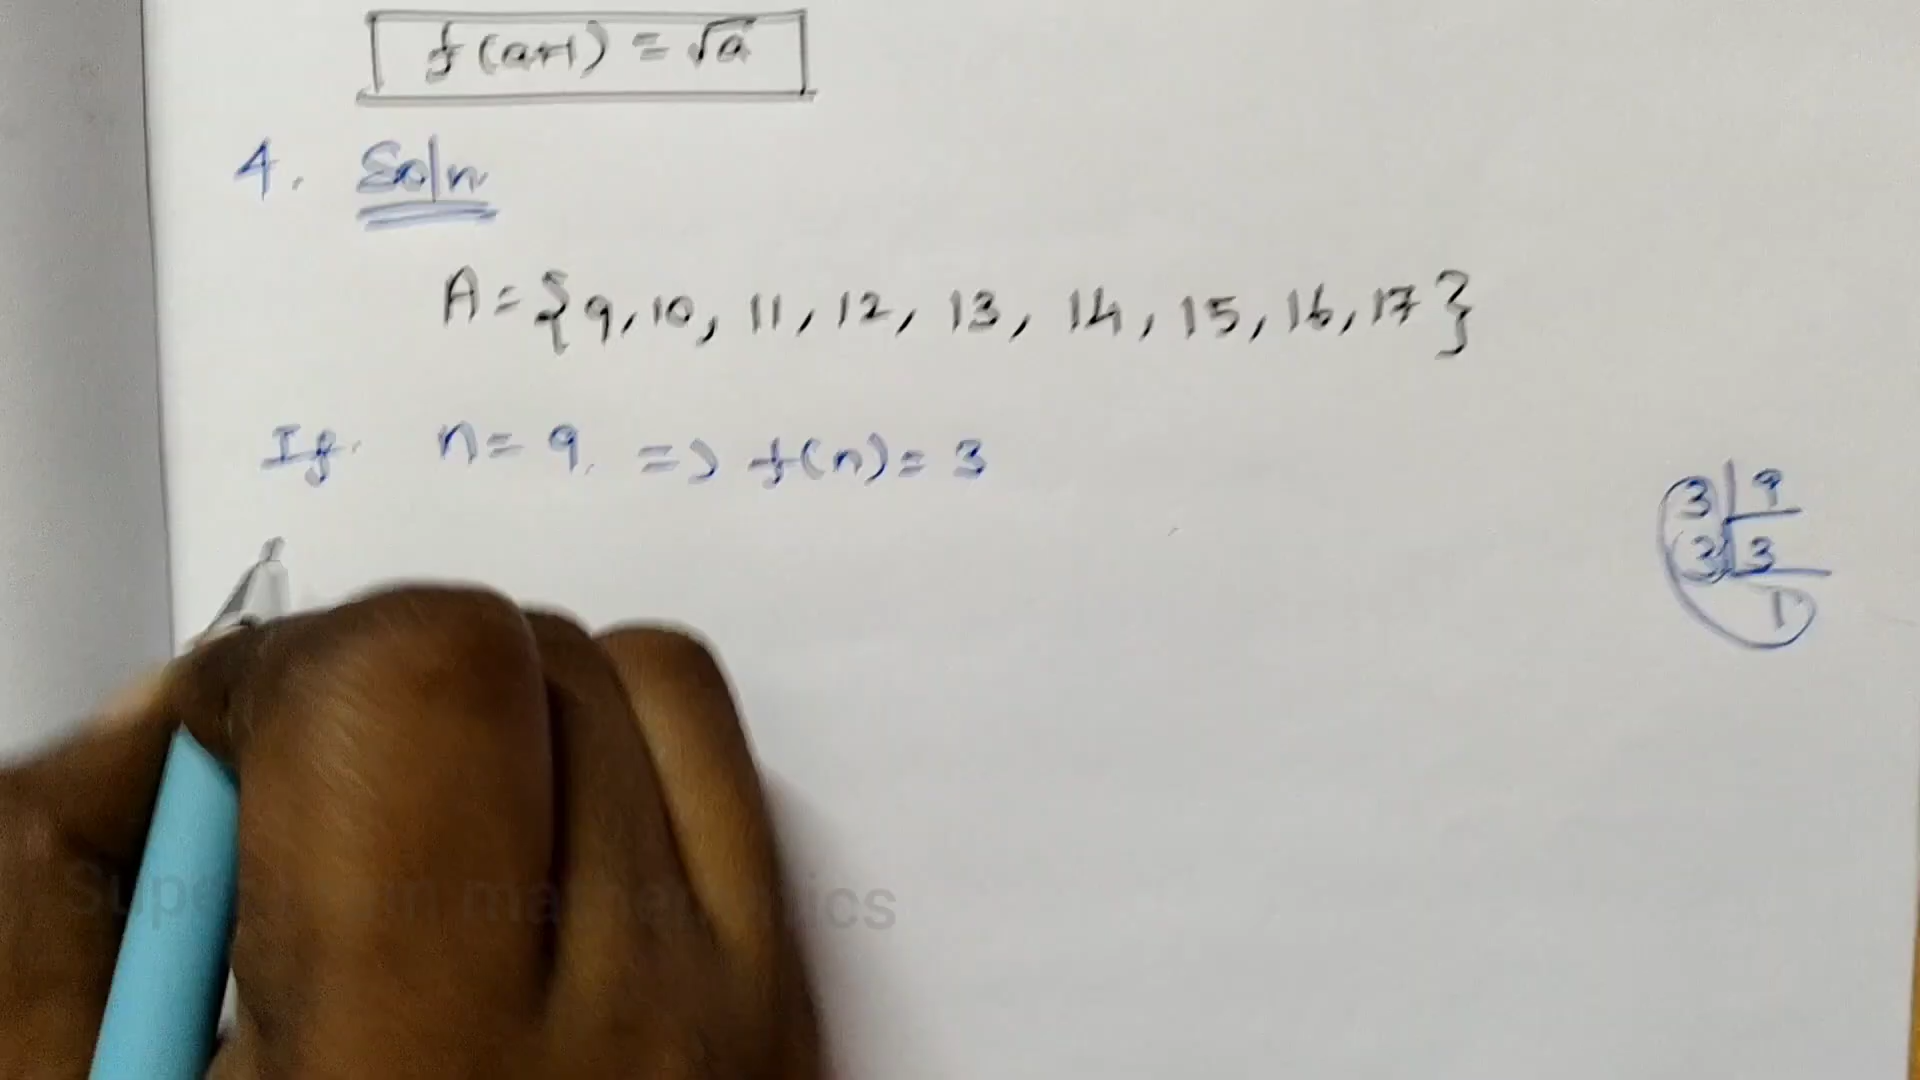 f(a+1) = √a
4. Soln
A = {9, 10, 11, 12, 13, 14, 15, 16, 17}
If n = 9. => f(n) = 3
3 | 9
3 | 3
1